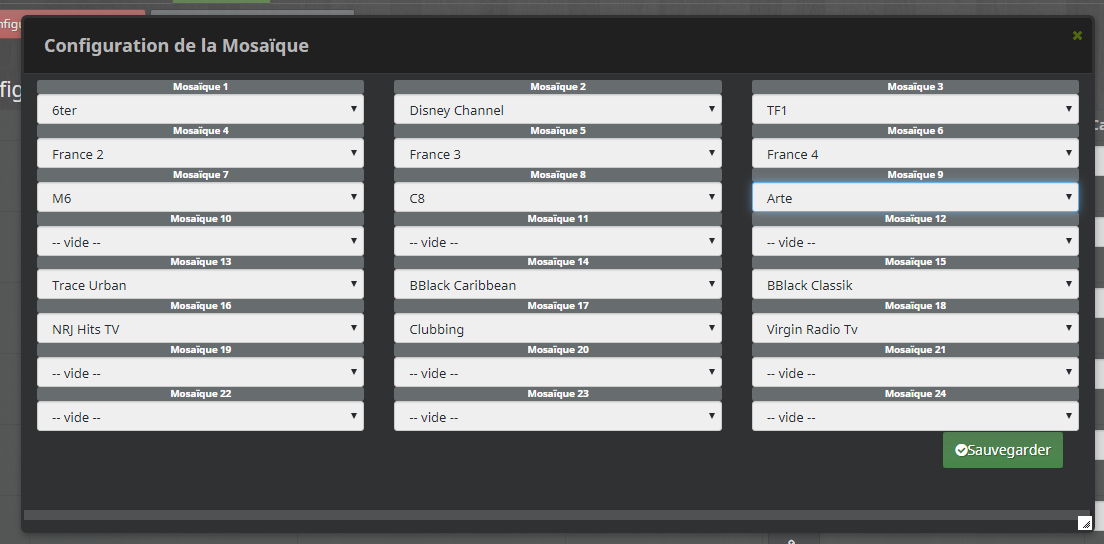 nfigu
Configuration de la Mosaïque
fig
Mosaïque 1 Mosaïque 2 Mosaïque 3
6ter Disney Channel TF1
Ca
Mosaïque 4 Mosaïque 5 Mosaïque 6
France 2 France 3 France 4
Mosaïque 7 Mosaïque 8 Mosaïque 9
M6 C8 Arte
Mosaïque 10 Mosaïque 11 Mosaïque 12
-- vide -- -- vide -- -- vide --
Mosaïque 13 Mosaïque 14 Mosaïque 15
Trace Urban BBlack Caribbean BBlack Classik
Mosaïque 16 Mosaïque 17 Mosaïque 18
NRJ Hits TV Clubbing Virgin Radio Tv
Mosaïque 19 Mosaïque 20 Mosaïque 21
-- vide -- -- vide -- -- vide --
Mosaïque 22 Mosaïque 23 Mosaïque 24
-- vide -- -- vide -- -- vide --
Sauvegarder